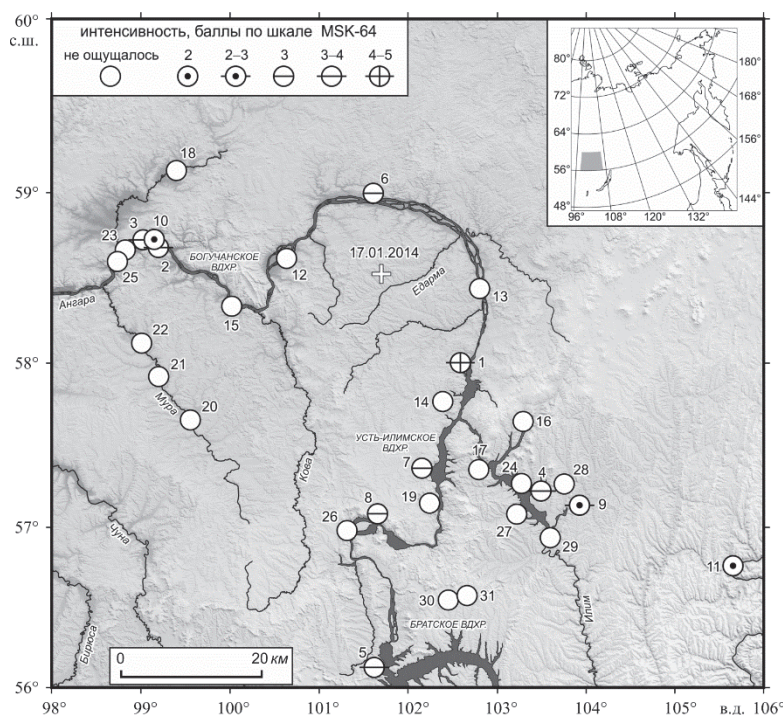 60°
с.ш.
интенсивность, баллы по шкале MSK-64
не ощущалось 2 2–3 3 3–4 4–5
80°
72°
64°
56°
48°
96° 108° 120° 132°
180°
168°
156°
144°
18
59°
6
3 10
23
2
25
БОГУЧАНСКОЕ
ВДХР.
12
17.01.2014
Едарма
Ангара
13
15
22
58°
1
21
14
Мура
20
16
УСТЬ-ИЛИМСКОЕ
ВДХР.
17
7
24 4 28
Кова
19
9
8
27
57°
26
29
Чуна
11
30 31
Илим
БРАТСКОЕ ВДХР.
Бирюса
0 20 км
5
56°
98° 99° 100° 101° 102° 103° 104° 105° в.д. 106°